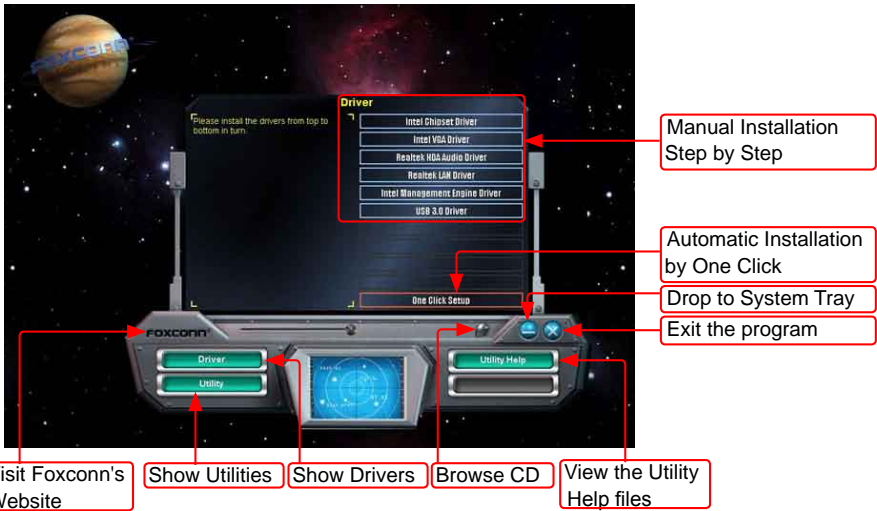 FOXCONN
Driver
Please install the drivers from top to
bottom in turn.
Intel Chipset Driver
Intel VGA Driver
Realtek HDA Audio Driver
Realtek LAN Driver
Intel Management Engine Driver
USB 3.0 Driver
One Click Setup
Manual Installation
Step by Step
Automatic Installation
by One Click
Drop to System Tray
Exit the program
FOXCONN
Driver
Utility
Utility Help
isit Foxconn's
Website
Show Utilities
Show Drivers
Browse CD
View the Utility
Help files